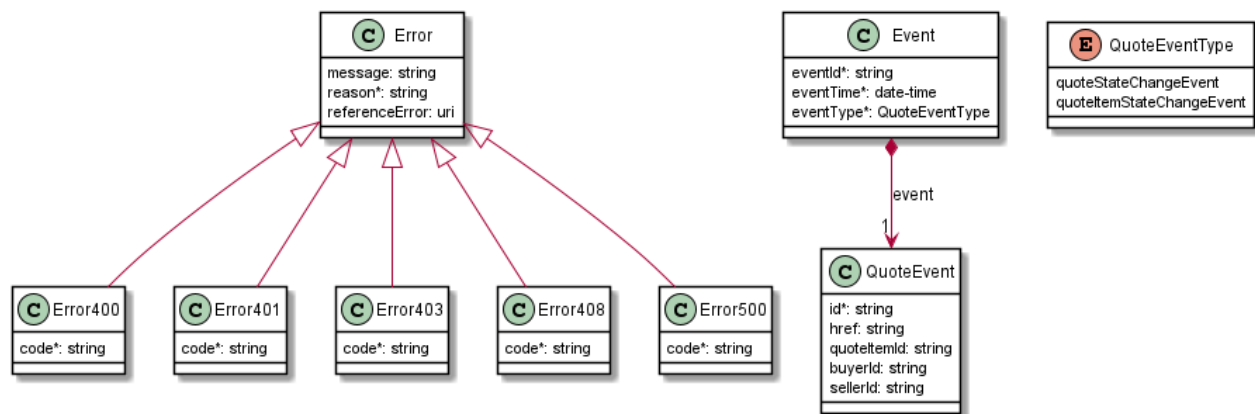 C Error
message: string
reason*: string
referenceError: uri
C Event
eventId*: string
eventTime*: date-time
eventType*: QuoteEventType
E QuoteEventType
quoteStateChangeEvent
quoteItemStateChangeEvent
event
1
C Error400
code*: string
C Error401
code*: string
C Error403
code*: string
C Error408
code*: string
C Error500
code*: string
C QuoteEvent
id*: string
href: string
quoteItemId: string
buyerId: string
sellerId: string